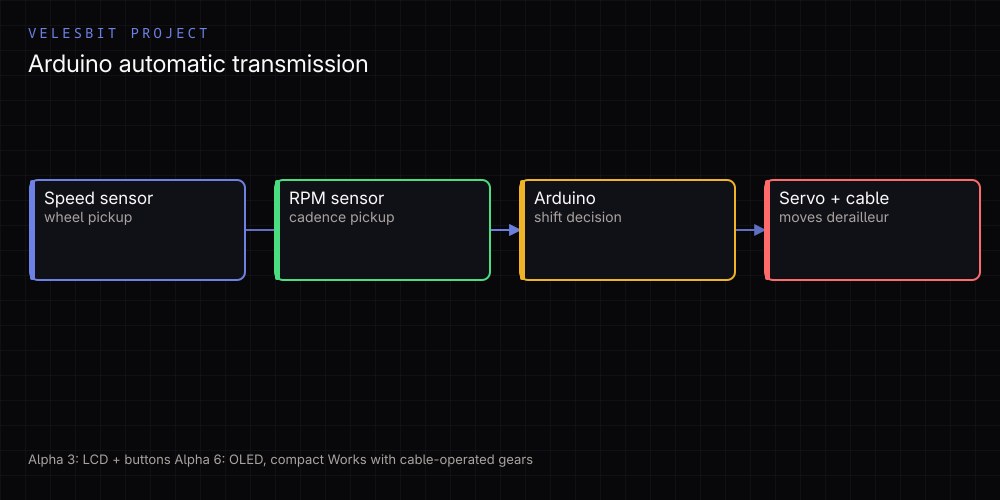 VELESBIT PROJECT
Arduino automatic transmission
Speed sensor
wheel pickup
RPM sensor
cadence pickup
Arduino
shift decision
Servo + cable
moves derailleur
Alpha 3: LCD + buttons Alpha 6: OLED, compact Works with cable-operated gears